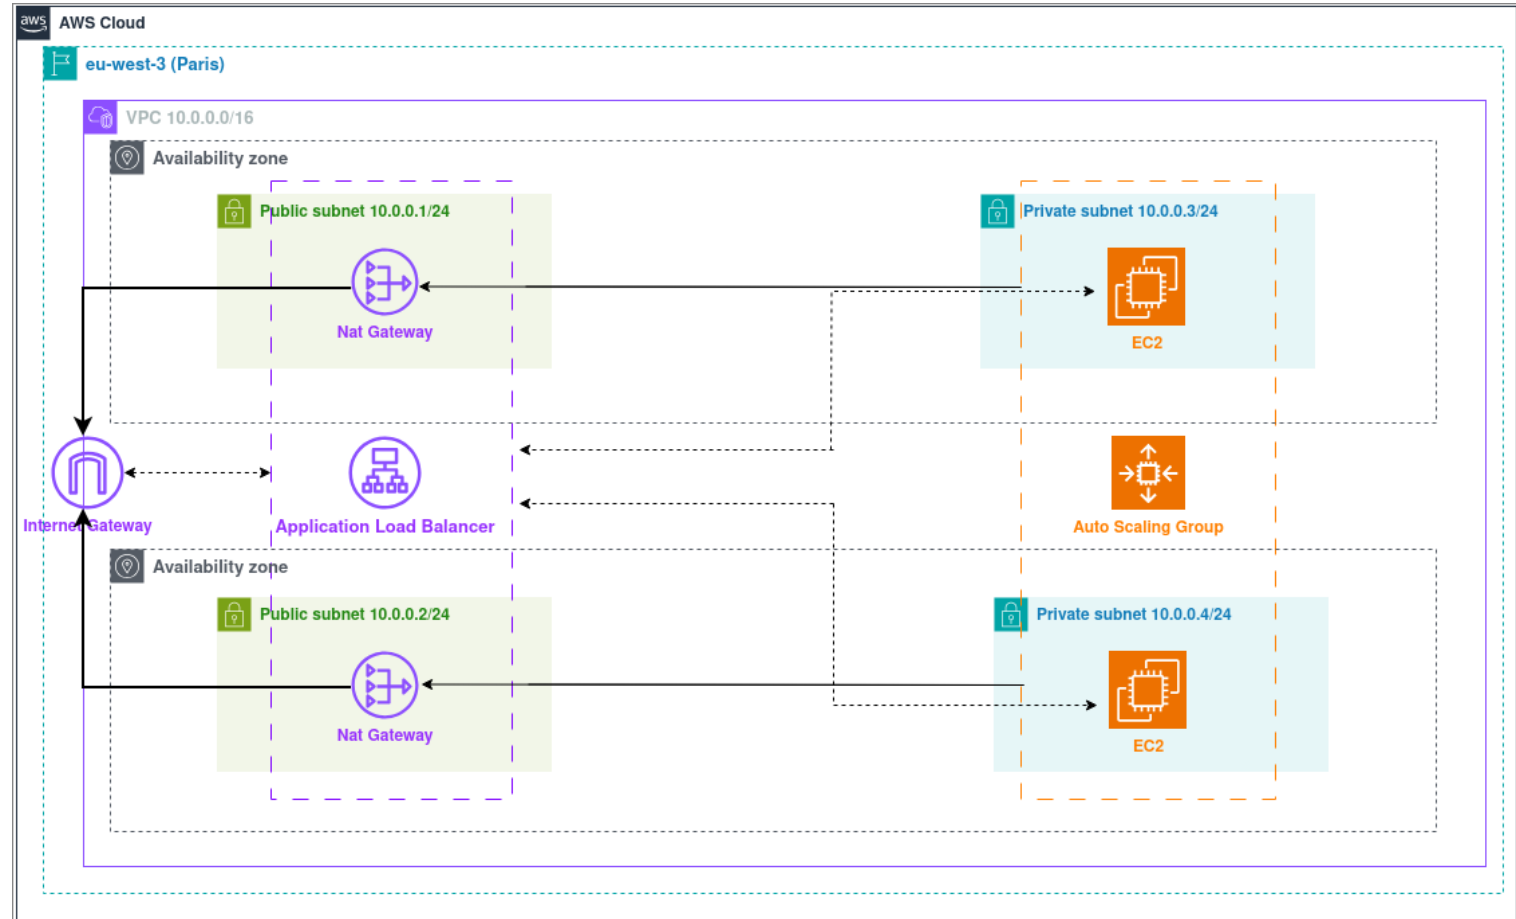 aws
AWS Cloud
eu-west-3 (Paris)
VPC 10.0.0.0/16
Availability zone
Public subnet 10.0.0.1/24
Private subnet 10.0.0.3/24
Nat Gateway
EC2
Internet Gateway
Application Load Balancer
Auto Scaling Group
Availability zone
Public subnet 10.0.0.2/24
Private subnet 10.0.0.4/24
Nat Gateway
EC2